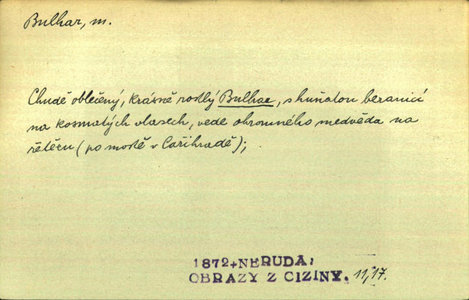 Bulhar, m.
Chudě oblečený, krásně rostlý Bulhar, s huňatou beranicí
na kosmatých vlasech, vede ohromného medvěda na
řetězu (po mostě v Cařihradě);
1872+NERUDA,
OBRAZY Z CIZINY. 11,17.